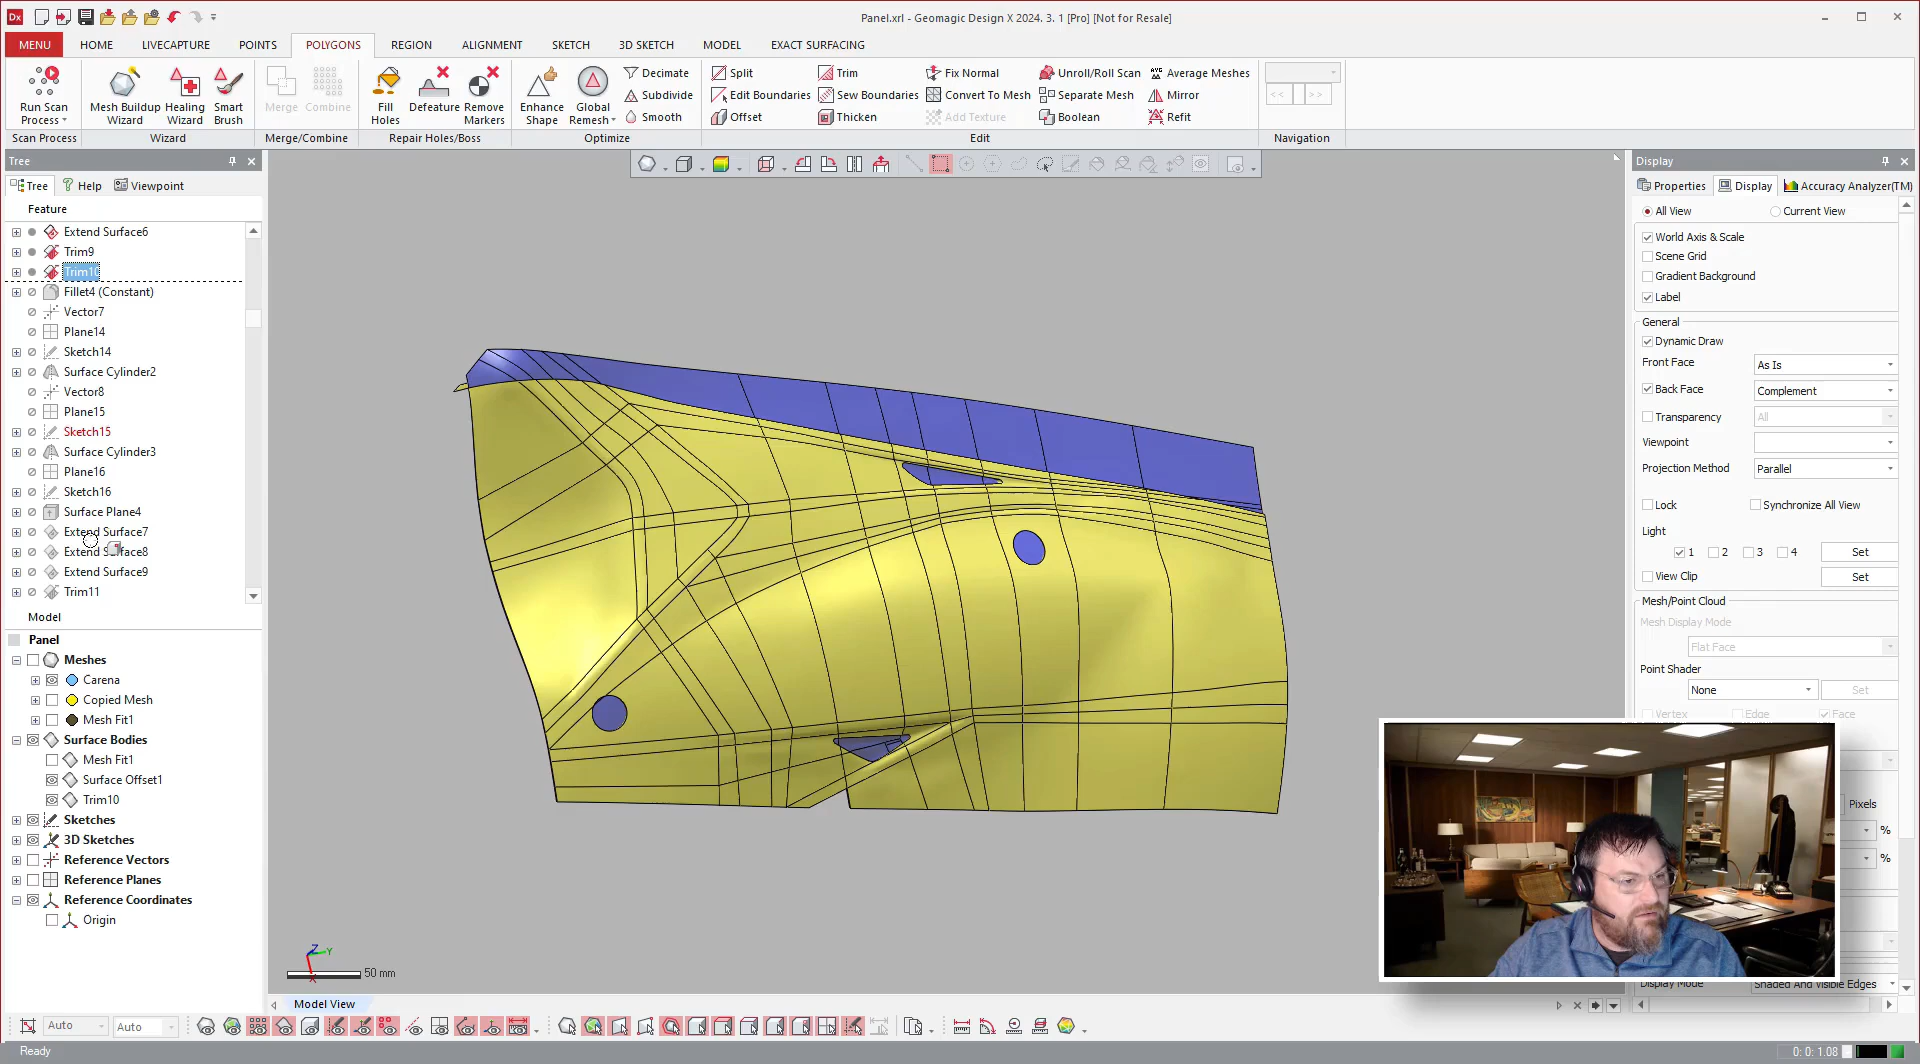 Dx
Panel.xrl - Geomagic Design X 2024. 3. 1 [Pro] [Not for Resale]
MENU HOME LIVECAPTURE POINTS POLYGONS REGION ALIGNMENT SKETCH 3D SKETCH MODEL EXACT SURFACING
Run Scan Process
Mesh Buildup Wizard
Healing Wizard
Smart Brush
Merge
Combine
Fill Holes
Defeature
Remove Markers
Enhance Shape
Global Remesh
Decimate
Subdivide
Smooth
Split Trim Fix Normal Unroll/Roll Scan Average Meshes
Edit Boundaries Sew Boundaries Convert To Mesh Separate Mesh Mirror
Offset Thicken Add Texture Boolean Refit
<< >>
Scan Process Wizard Merge/Combine Repair Holes/Boss Optimize Edit Navigation
Tree
Tree Help Viewpoint
Feature
Extend Surface6
Trim9
Trim10
Fillet4 (Constant)
Vector7
Plane14
Sketch14
Surface Cylinder2
Vector8
Plane15
Sketch15
Surface Cylinder3
Plane16
Sketch16
Surface Plane4
Extend Surface7
Extend Surface8
Extend Surface9
Trim11
Model
Panel
Meshes
Carena
Copied Mesh
Mesh Fit1
Surface Bodies
Mesh Fit1
Surface Offset1
Trim10
Sketches
3D Sketches
Reference Vectors
Reference Planes
Reference Coordinates
Origin
Z Y
X
50 mm
Model View
Auto Auto
Ready
0: 0: 1.08
Display
Properties Display Accuracy Analyzer(TM)
All View Current View
World Axis & Scale
Scene Grid
Gradient Background
Label
General
Dynamic Draw
Front Face As Is
Back Face Complement
Transparency All
Viewpoint
Projection Method Parallel
Lock Synchronize All View
Light
1 2 3 4 Set
View Clip Set
Mesh/Point Cloud
Mesh Display Mode
Flat Face
Point Shader
None Set
Vertex Edge Face
Pixels
%
%
Display Mode Shaded And Visible Edges